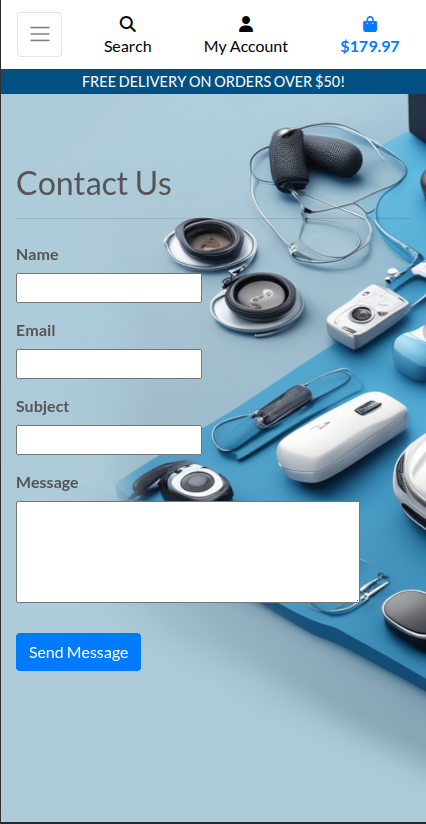 Search
My Account
$179.97
FREE DELIVERY ON ORDERS OVER $50!
Contact Us
Name
Email
Subject
Message
Send Message